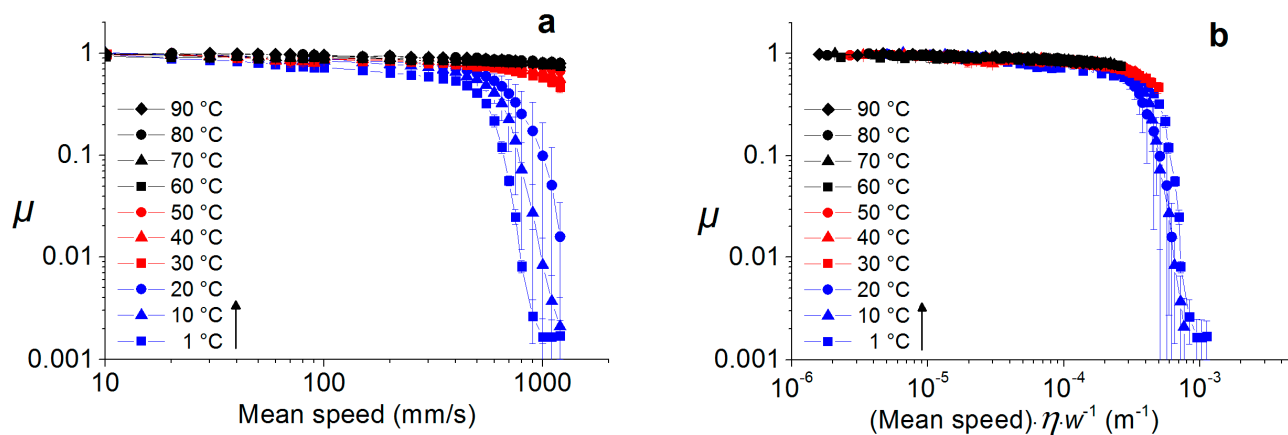 a
1
0.1
0.01
0.001
μ
90 °C
80 °C
70 °C
60 °C
50 °C
40 °C
30 °C
20 °C
10 °C
1 °C
10
100
1000
Mean speed (mm/s)
b
1
0.1
0.01
0.001
μ
90 °C
80 °C
70 °C
60 °C
50 °C
40 °C
30 °C
20 °C
10 °C
1 °C
10⁻⁶
10⁻⁵
10⁻⁴
10⁻³
(Mean speed)·η·w⁻¹ (m⁻¹)